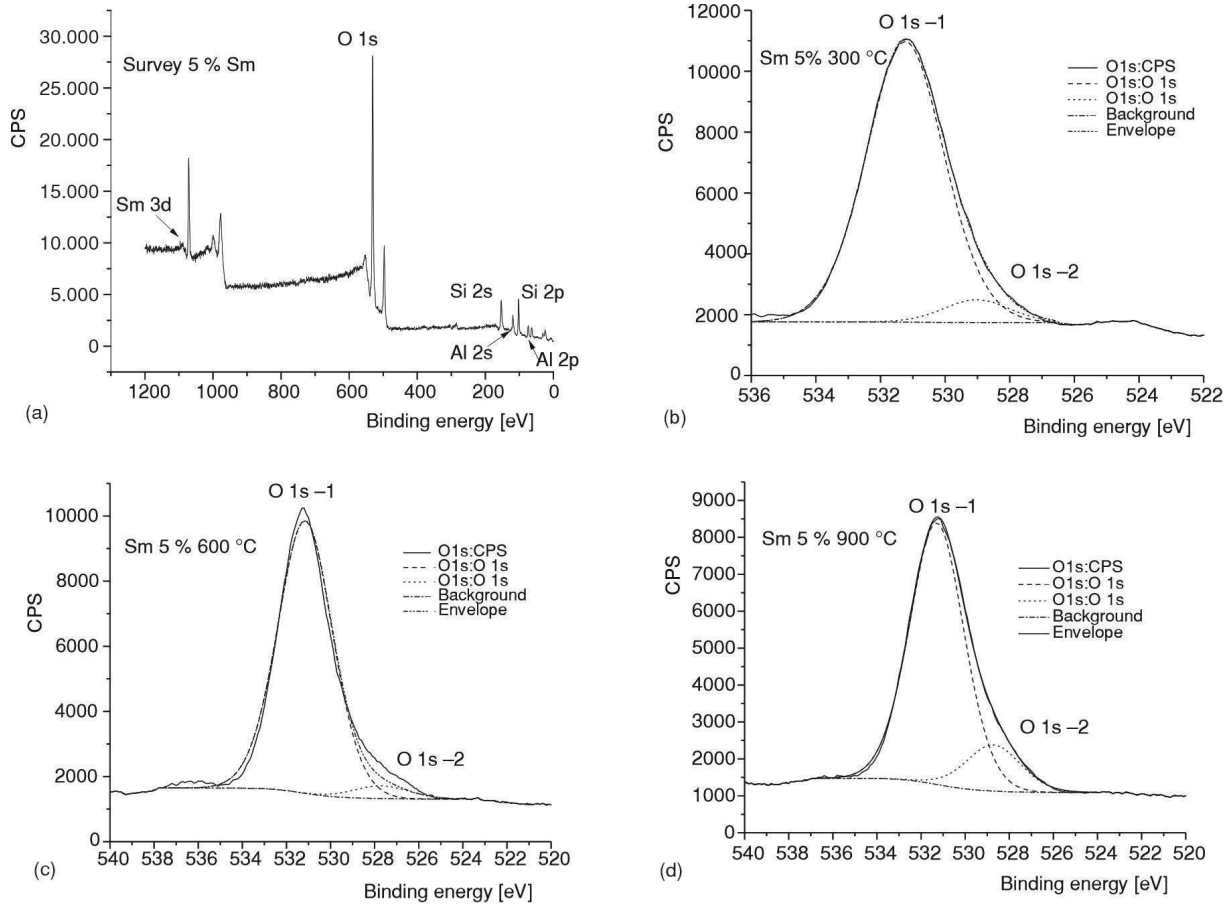 30.000
O 1s
Survey 5 % Sm
25.000
20.000
CPS
15.000
Sm 3d
10.000
5.000
Si 2s
Si 2p
0
Al 2s
Al 2p
1200 1000 800 600 400 200 0
(a)
Binding energy [eV]
12000
O 1s –1
Sm 5% 300 °C
O1s:CPS
O1s:O 1s
O1s:O 1s
Background
Envelope
10000
8000
CPS
6000
4000
O 1s –2
2000
0
536 534 531 530 529 528 526 524 522
(b)
Binding energy [eV]
O 1s –1
10000
Sm 5 % 600 °C
O1s:CPS
O1s:O 1s
O1s:O 1s
Background
Envelope
8000
CPS
6000
4000
O 1s –2
2000
0
540 538 536 534 531 530 528 526 524 522 520
(c)
Binding energy [eV]
9000
O 1s –1
8000
Sm 5 % 900 °C
O1s:CPS
O1s:O 1s
O1s:O 1s
Background
Envelope
7000
6000
CPS
5000
4000
3000
O 1s –2
2000
1000
0
540 538 536 534 531 530 528 526 524 522 520
(d)
Binding energy [eV]